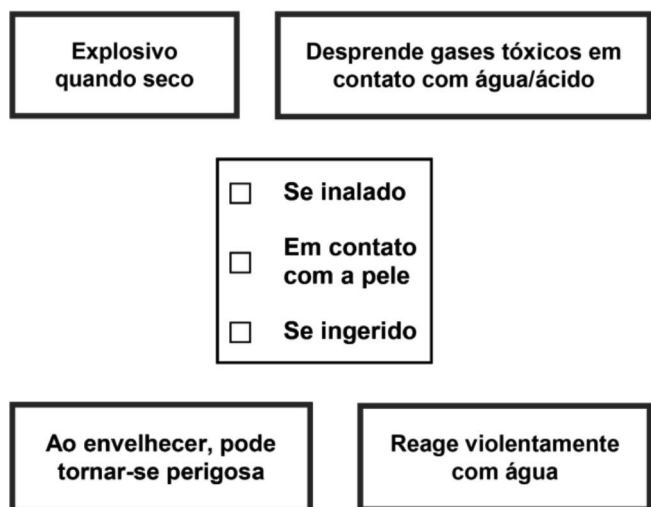 Explosivo
quando seco
Desprende gases tóxicos em
contato com água/ácido
Se inalado
Em contato
com a pele
Se ingerido
Ao envelhecer, pode
tornar-se perigosa
Reage violentamente
com água